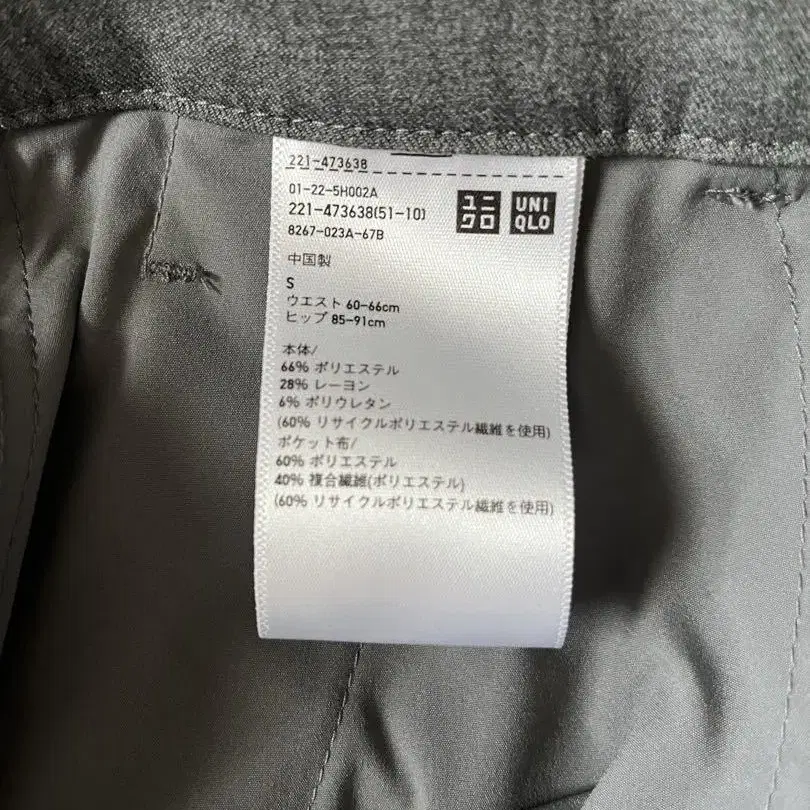 221-473638
01-22-5H002A
221-473638(51-10)
8267-023A-67B
ユニ
クロ
UNI
QLO
中国製
S
ウエスト 60-66cm
ヒップ 85-91cm
本体/
66% ポリエステル
28% レーヨン
6% ポリウレタン
(60% リサイクルポリエステル繊維を使用)
ポケット布/
60% ポリエステル
40% 複合繊維(ポリエステル)
(60% リサイクルポリエステル繊維を使用)